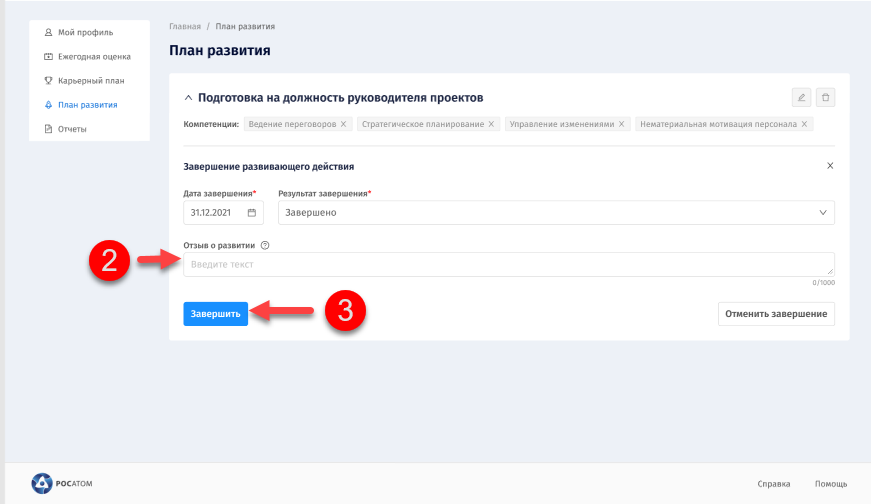 Мой профиль
Ежегодная оценка
Карьерный план
План развития
Отчеты
Главная / План развития
План развития
Подготовка на должность руководителя проектов
Компетенции: Ведение переговоров X Стратегическое планирование X Управление изменениями X Нематериальная мотивация персонала X
Завершение развивающего действия X
Дата завершения* Результат завершения*
31.12.2021 Завершено
Отзыв о развитии ?
Введите текст
0/1000
2
Завершить
3
Отменить завершение
РОСАТОМ
Справка Помощь